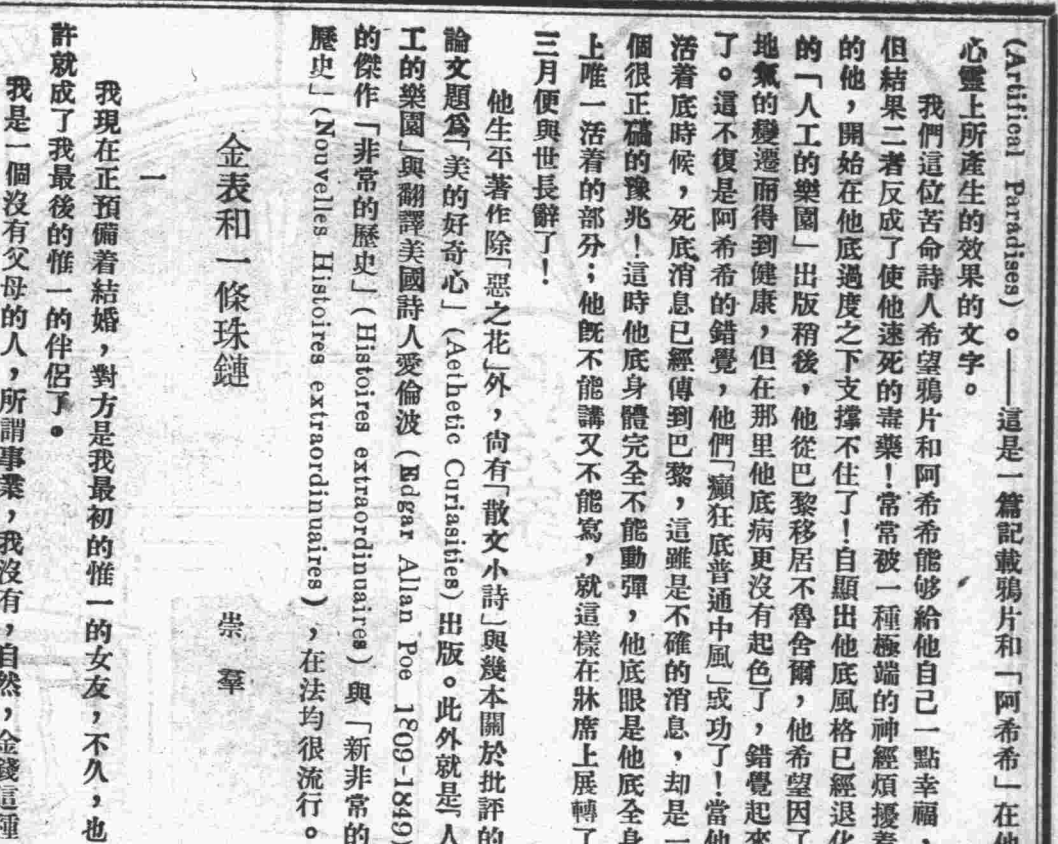 (Artifical Paradises)。——這是一篇記載鴉片和「阿希希」在他
心靈上所產生的效果的文字。
我們這位苦命詩人希望鴉片和阿希希能够給他自己一點幸福，
但結果二者反成了使他速死的毒藥！常常被一種極端的神經煩擾着
的他，開始在他底過度之下支撐不住了！自顯出他底風格已經退化
的「人工的樂園」出版稍後，他從巴黎移居不魯舍爾，他希望因了
地氣的變遷而得到健康，但在那里他底病更沒有起色了，錯覺起來
了。這不復是阿希希的錯覺，他們「癲狂底普通中風」成功了！當他
活着底時候，死底消息已經傳到巴黎，這雖是不確的消息，却是一
個很正確的豫兆！這時他底身體完全不能動彈，他底眼是他底全身
上唯一活着的部分；他既不能講又不能寫，就這樣在牀席上展轉了
三月便與世長辭了！
他生平著作除「惡之花」外，尚有「散文小詩」與幾本關於批評的
論文題爲「美的好奇心」(Aethetic Curiasities)出版。此外就是「人
工的樂園」與翻譯美國詩人愛倫波(Edgar Allan Poe 1809-1849)
的傑作「非常的歷史」(Histoires extraordinuaires)與「新非常的
歷史」(Nouvelles Histoires extraordinuaires)，在法均很流行。
金表和一條珠鏈
崇羣
一
我現在正預備着結婚，對方是我最初的惟一的女友，不久，也
許就成了我最後的惟一的伴侶了。
我是一個沒有父母的人，所謂事業，我沒有，自然，金錢這種